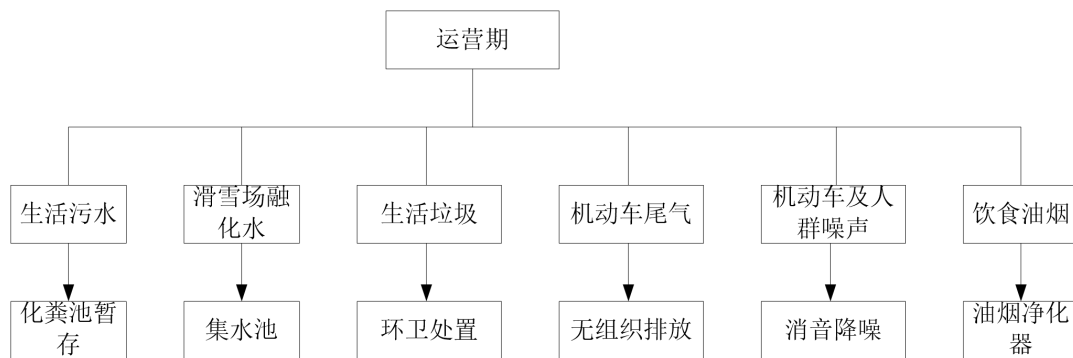 运营期
生活污水
滑雪场融
化水
生活垃圾
机动车尾气
机动车及人
群噪声
饮食油烟
化粪池暂
存
集水池
环卫处置
无组织排放
消音降噪
油烟净化
器